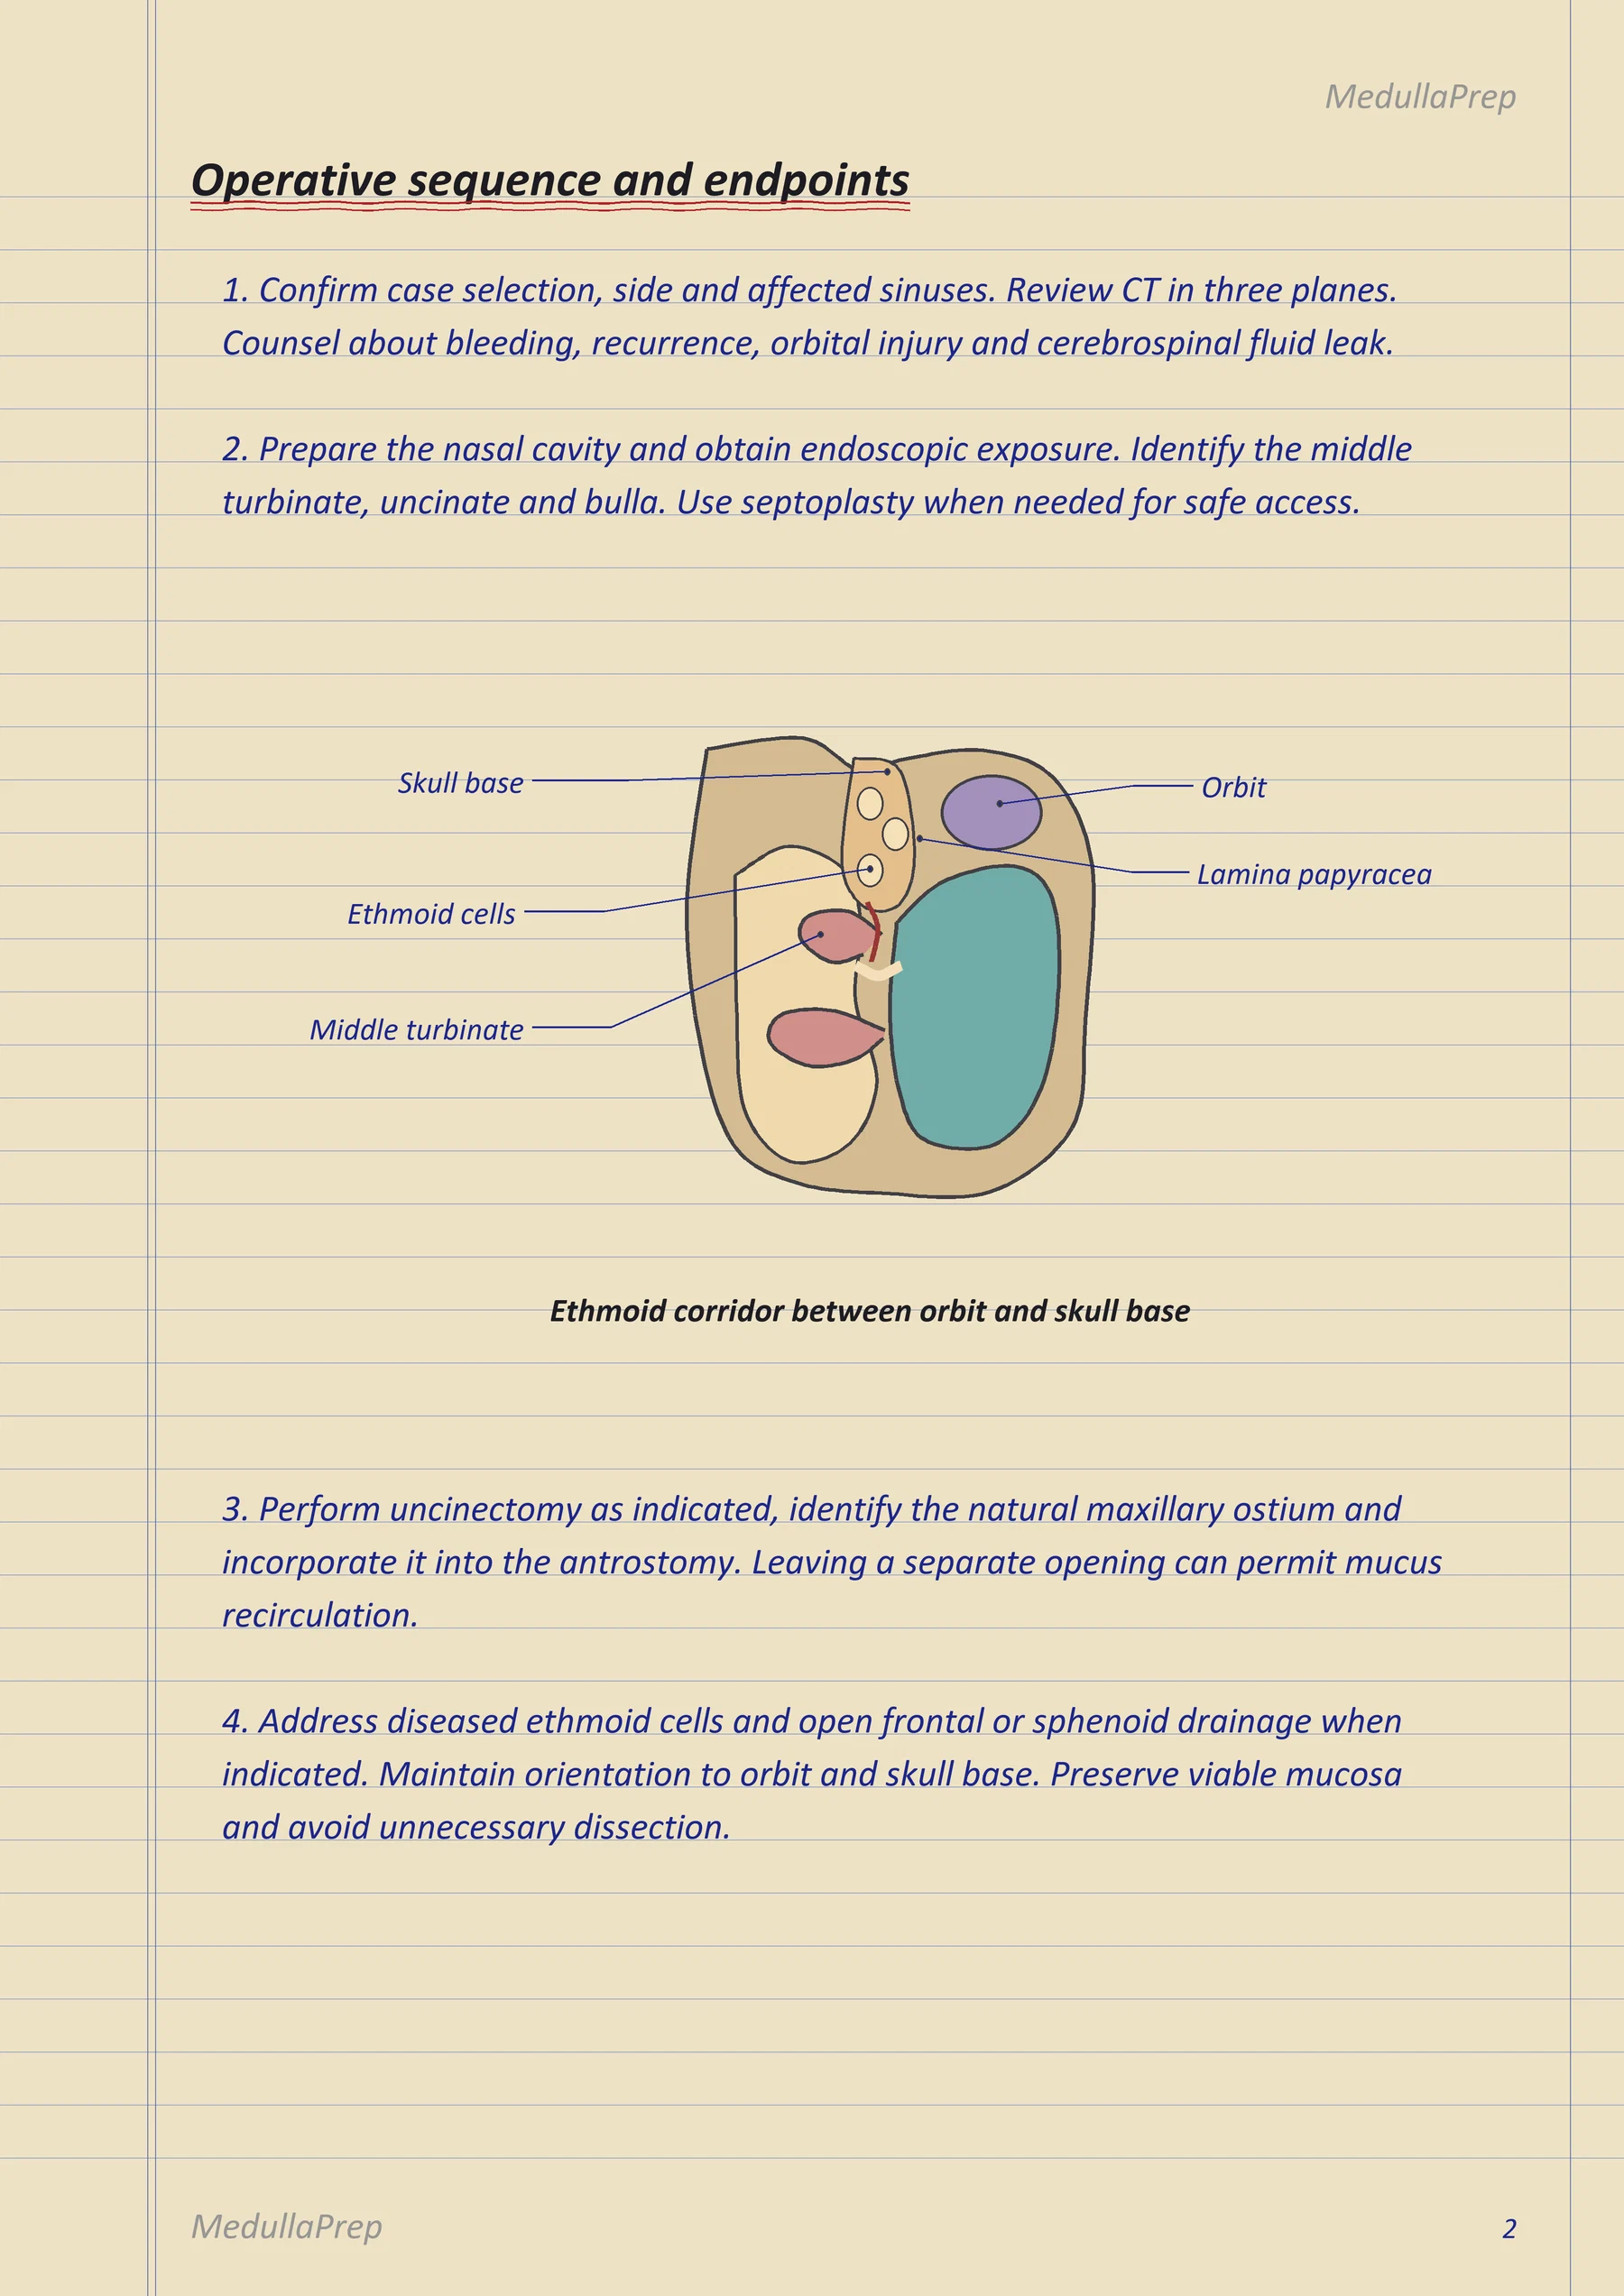 MedullaPrep
Operative sequence and endpoints
1. Confirm case selection, side and affected sinuses. Review CT in three planes.
Counsel about bleeding, recurrence, orbital injury and cerebrospinal fluid leak.
2. Prepare the nasal cavity and obtain endoscopic exposure. Identify the middle
turbinate, uncinate and bulla. Use septoplasty when needed for safe access.
Skull base
Orbit
Lamina papyracea
Ethmoid cells
Middle turbinate
Ethmoid corridor between orbit and skull base
3. Perform uncinectomy as indicated, identify the natural maxillary ostium and
incorporate it into the antrostomy. Leaving a separate opening can permit mucus
recirculation.
4. Address diseased ethmoid cells and open frontal or sphenoid drainage when
indicated. Maintain orientation to orbit and skull base. Preserve viable mucosa
and avoid unnecessary dissection.
MedullaPrep
2